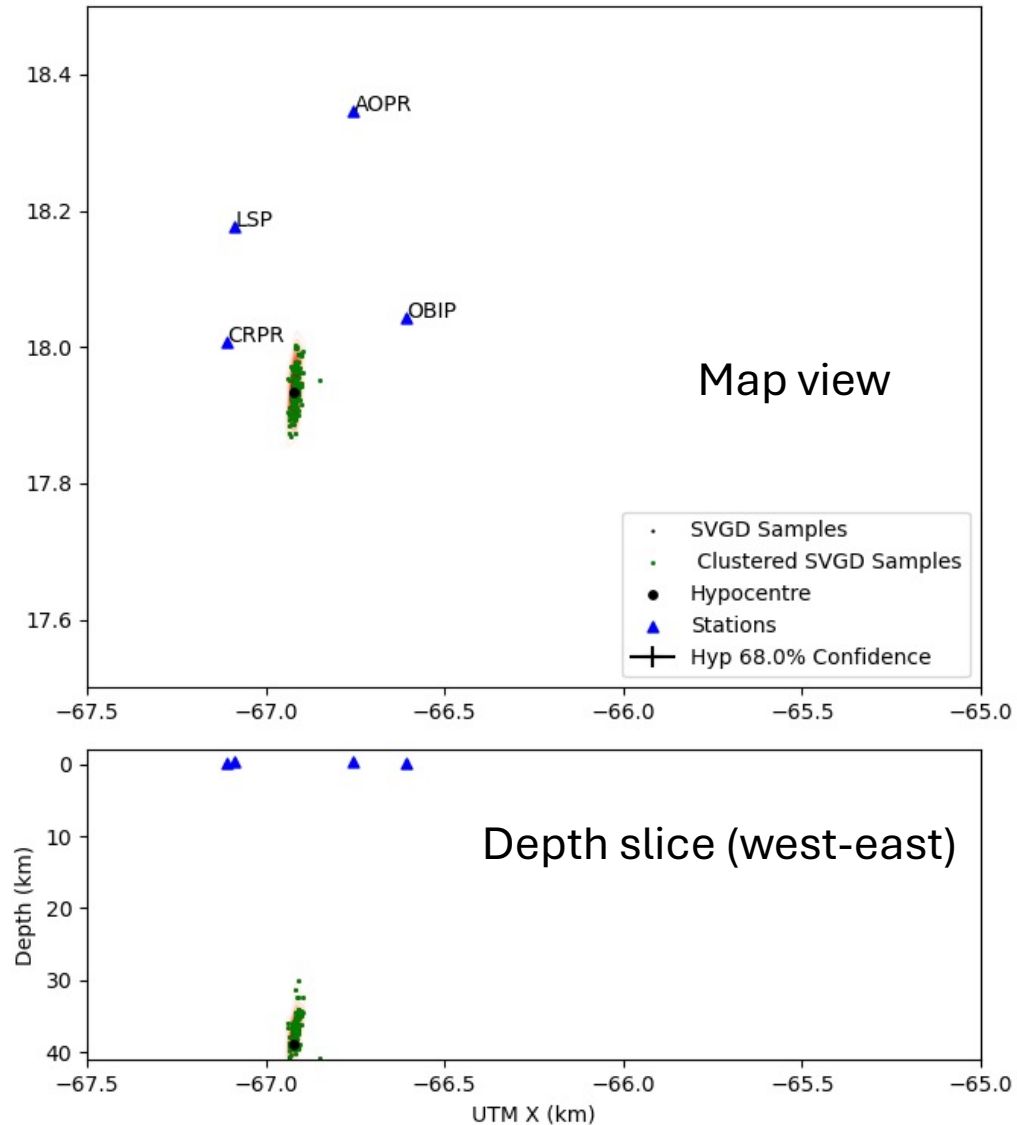 18.4
18.2
18.0
17.8
17.6
AOPR
LSP
OBIP
CRPR
Map view
SVGD Samples
Clustered SVGD Samples
Hypocentre
Stations
Hyp 68.0% Confidence
−67.5 −67.0 −66.5 −66.0 −65.5 −65.0
0
10
20
30
40
Depth (km)
Depth slice (west-east)
−67.5 −67.0 −66.5 −66.0 −65.5 −65.0
UTM X (km)